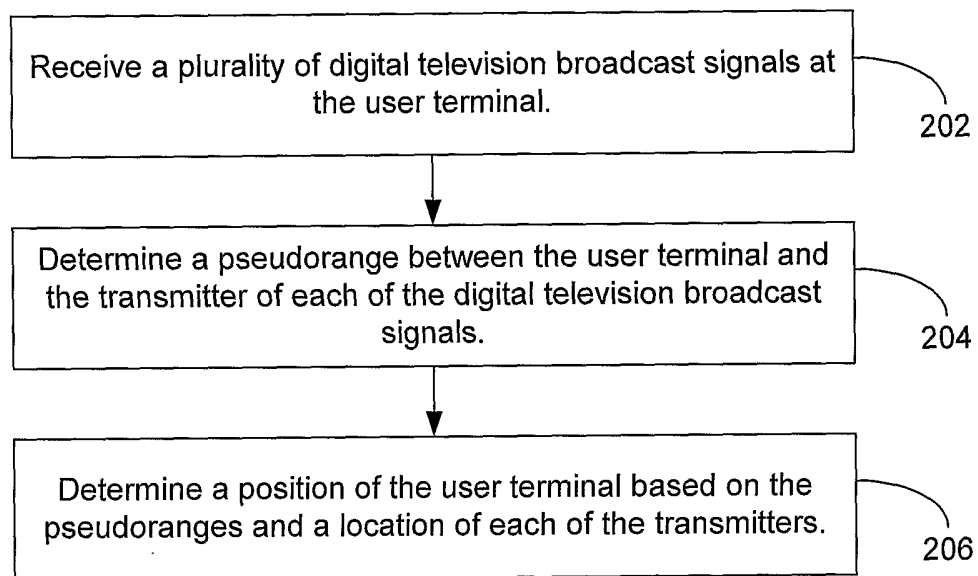 Receive a plurality of digital television broadcast signals at
the user terminal.
202
Determine a pseudorange between the user terminal and
the transmitter of each of the digital television broadcast
signals.
204
Determine a position of the user terminal based on the
pseudoranges and a location of each of the transmitters.
206